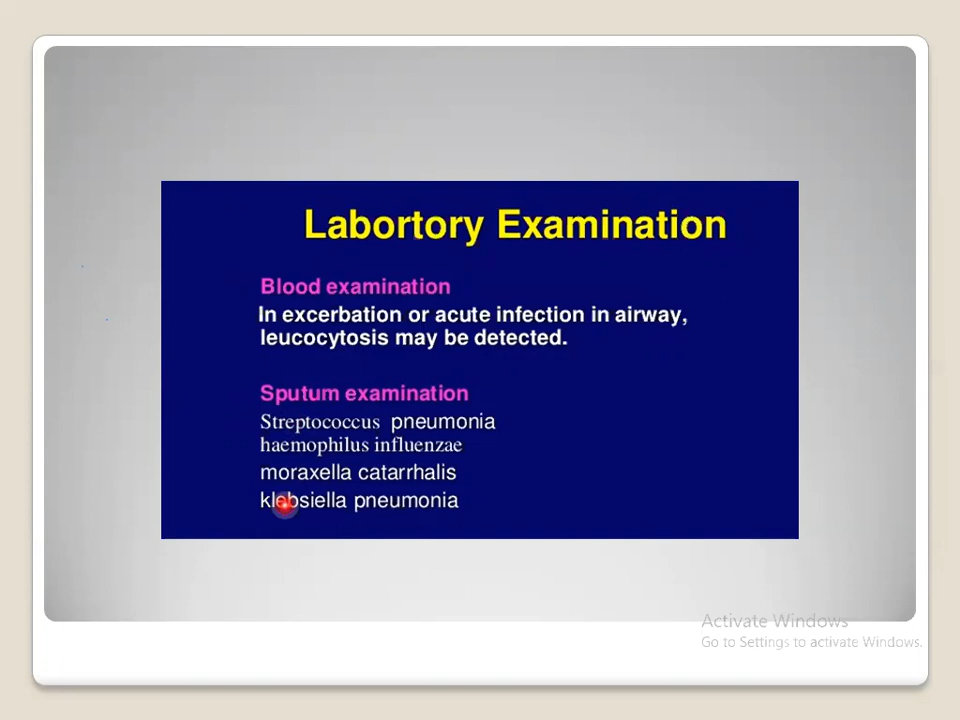 Labortory Examination
Blood examination
In excerbation or acute infection in airway,
leucocytosis may be detected.
Sputum examination
Streptococcus pneumonia
haemophilus influenzae
moraxella catarrhalis
klebsiella pneumonia
Activate Windows
Go to Settings to activate Windows.